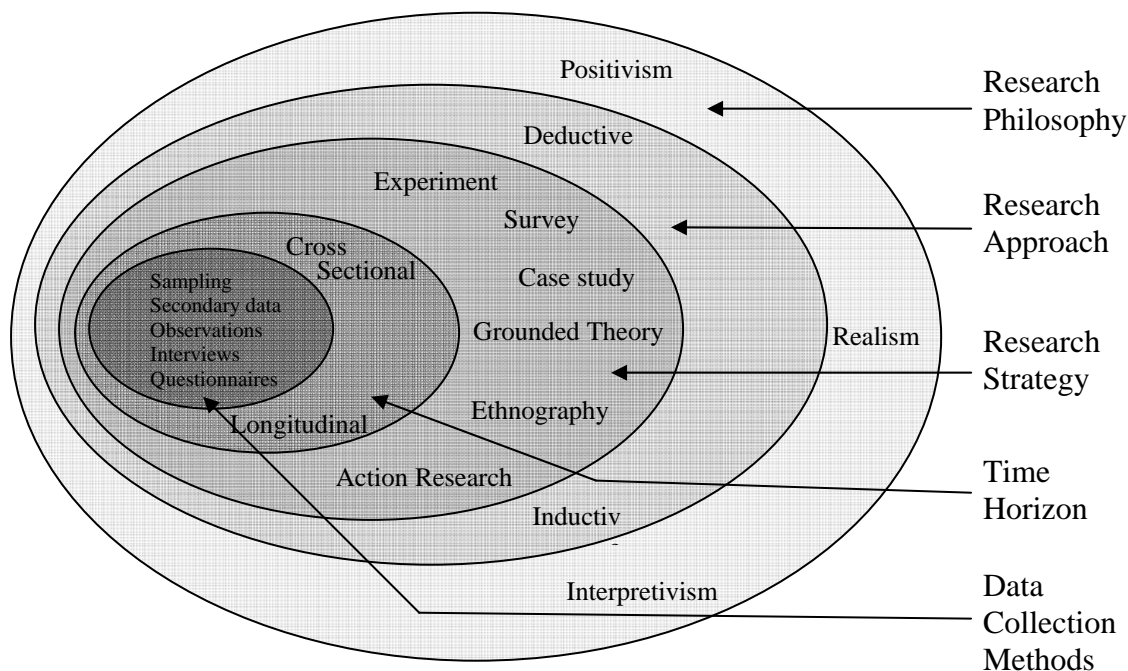 Positivism
Deductive
Experiment
Survey
Cross
Sectional
Case study
Sampling
Secondary data
Observations
Interviews
Questionnaires
Grounded Theory
Realism
Ethnography
Longitudinal
Action Research
Inductiv
Interpretivism
Research
Philosophy
Research
Approach
Research
Strategy
Time
Horizon
Data
Collection
Methods